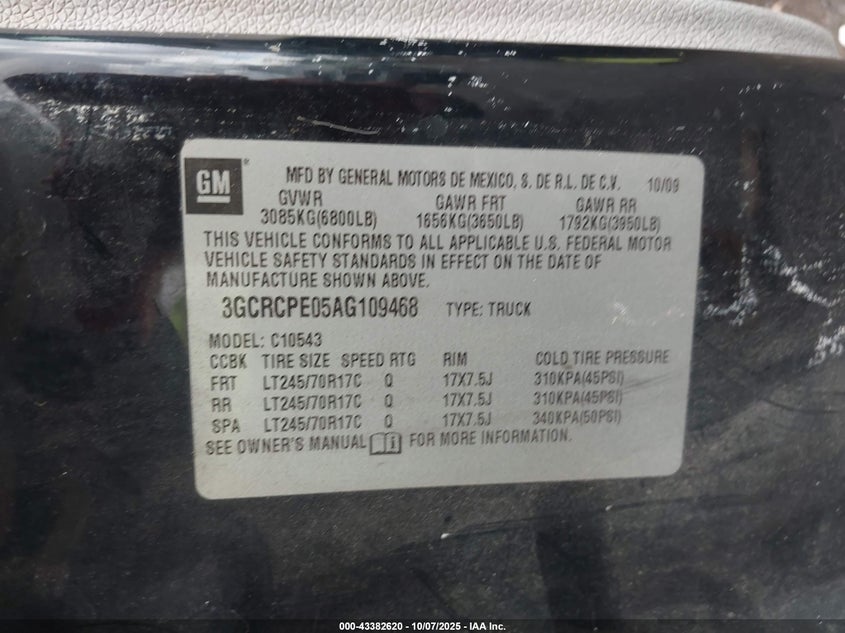 GM ® MFD BY GENERAL MOTORS DE MEXICO, S. DE R.L. DE C.V. 10/09
GVWR GAWR FRT GAWR RR
3085KG(6800LB) 1656KG(3650LB) 1792KG(3950LB)
THIS VEHICLE CONFORMS TO ALL APPLICABLE U.S. FEDERAL MOTOR
VEHICLE SAFETY STANDARDS IN EFFECT ON THE DATE OF
MANUFACTURE SHOWN ABOVE.
3GCRCPE05AG109468 TYPE: TRUCK
MODEL: C10543
CCBK TIRE SIZE SPEED RTG RIM COLD TIRE PRESSURE
FRT LT245/70R17C Q 17X7.5J 310KPA(45PSI)
RR LT245/70R17C Q 17X7.5J 310KPA(45PSI)
SPA LT245/70R17C Q 17X7.5J 340KPA(50PSI)
SEE OWNER'S MANUAL i FOR MORE INFORMATION.
000-43382620 - 10/07/2025 - IAA Inc.